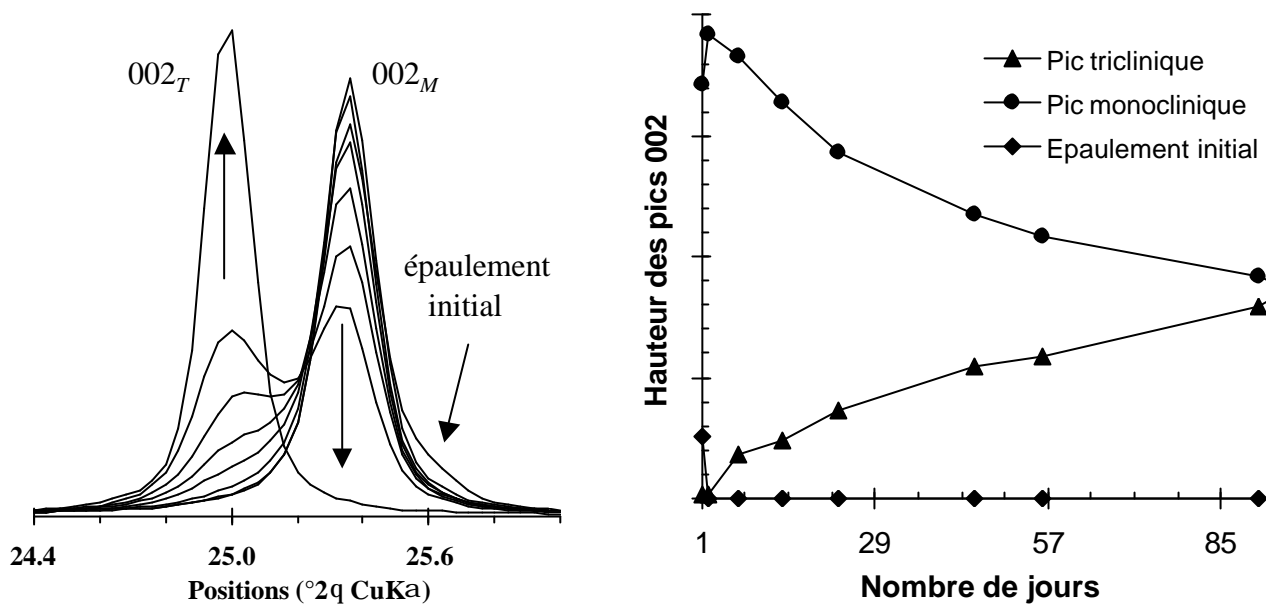 002T
002M
épaulement
initial
24.4
25.0
25.6
Positions (°2q CuKa)
Hauteur des pics 002
Pic triclinique
Pic monoclinique
Epaulement initial
1
29
57
85
Nombre de jours